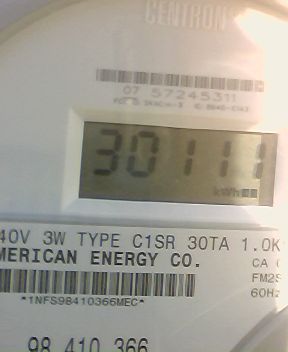 CENTRON
07 57245311
30111
kWh
40V 3W TYPE C1SR 30TA 1.0K
MERICAN ENERGY CO.
CA
FM2S
60Hz
*1NFS98410366MEC*
98 410 366